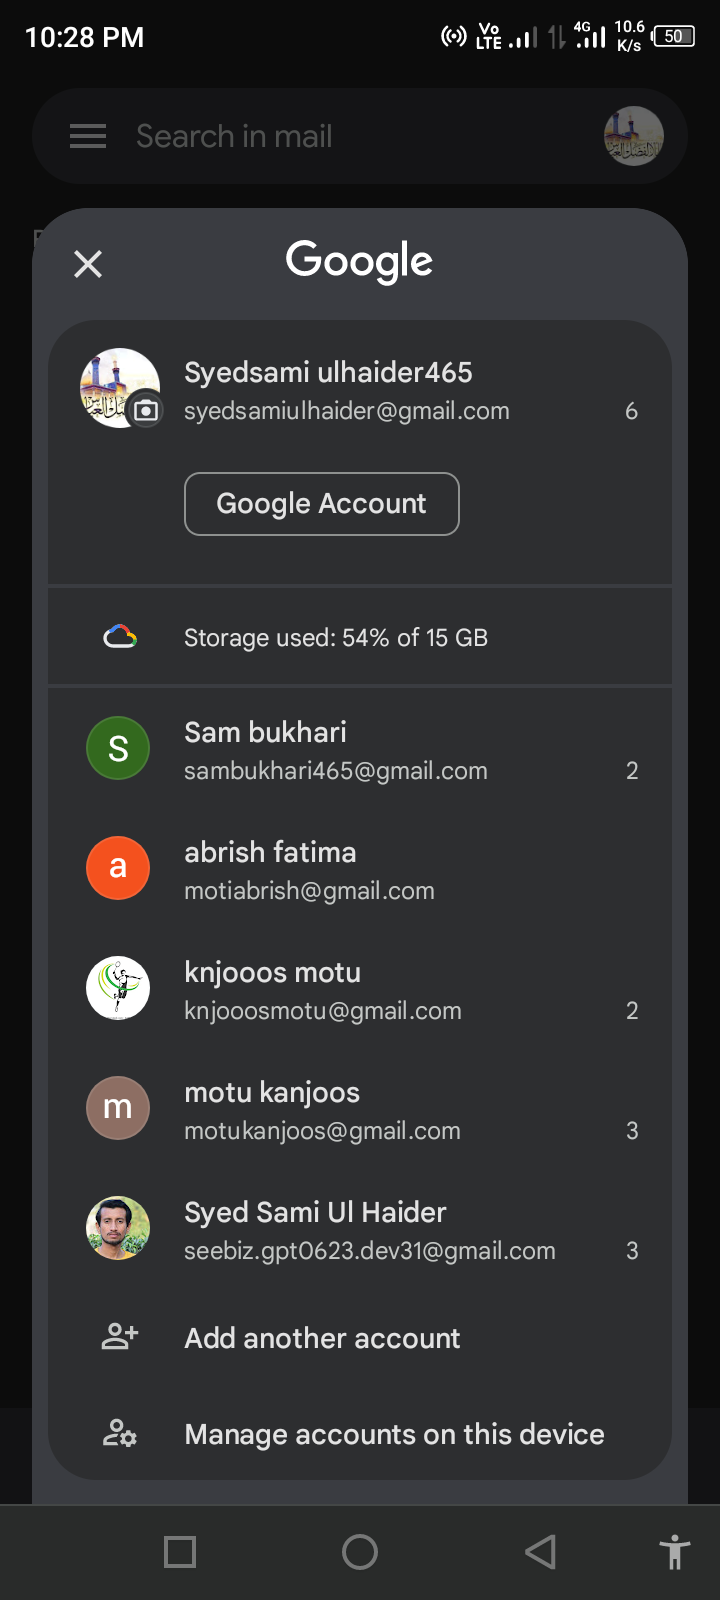 10:28 PM
Vo LTE 4G 10.6 K/s 50
Search in mail
Google
Syedsami ulhaider465
syedsamiulhaider@gmail.com 6
Google Account
Storage used: 54% of 15 GB
S
Sam bukhari
sambukhari465@gmail.com 2
a
abrish fatima
motiabrish@gmail.com
knjooos motu
knjooosmotu@gmail.com 2
m
motu kanjoos
motukanjoos@gmail.com 3
Syed Sami Ul Haider
seebiz.gpt0623.dev31@gmail.com 3
Add another account
Manage accounts on this device